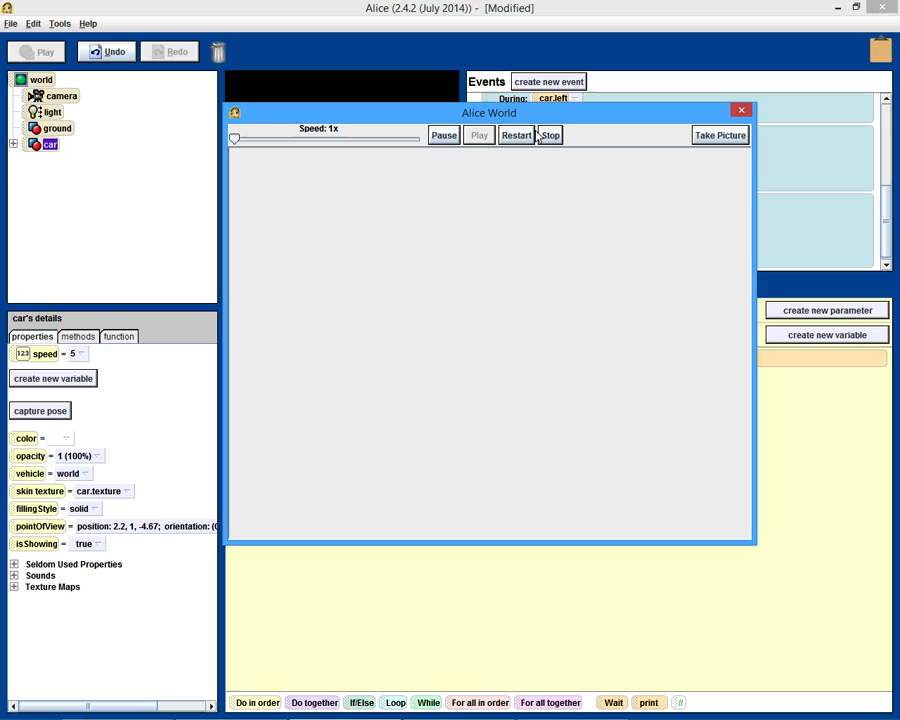 Alice (2.4.2 (July 2014)) - [Modified]
File Edit Tools Help
Play Undo Redo
world
camera
light
ground
car
Events create new event
During: car.left
Alice World
Speed: 1x Pause Play Restart Stop Take Picture
create new parameter
create new variable
car's details
properties methods function
123 speed = 5
create new variable
capture pose
color =
opacity = 1 (100%)
vehicle = world
skin texture = car.texture
fillingStyle = solid
pointOfView = position: 2.2, 1, -4.67; orientation: (0
isShowing = true
Seldom Used Properties
Sounds
Texture Maps
Do in order Do together If/Else Loop While For all in order For all together Wait print //